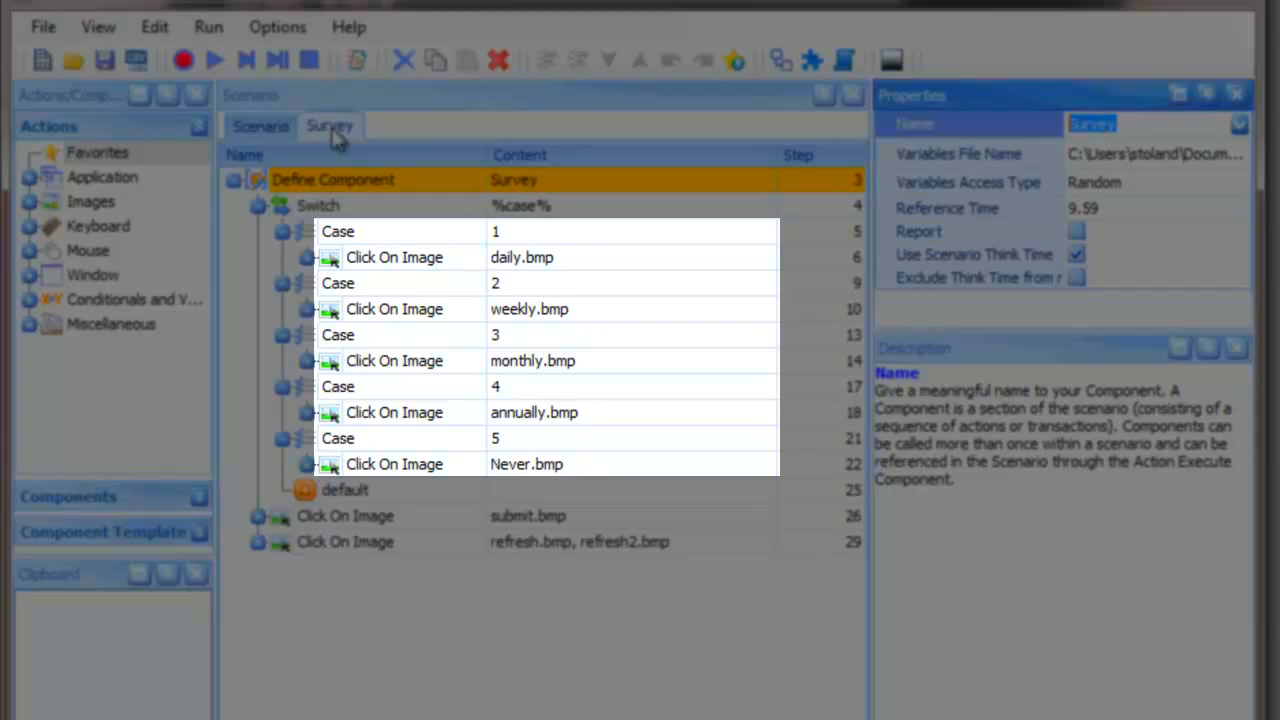 File View Edit Run Options Help
Actions/Comp...
Actions
Favorites
Application
Images
Keyboard
Mouse
Window
Conditionals and V...
Miscellaneous
Components
Component Template
Clipboard
Scenario
Scenario Survey
Name Content Step
Define Component Survey 3
Switch %case% 4
Case 1 5
Click On Image daily.bmp 6
Case 2 9
Click On Image weekly.bmp 10
Case 3 13
Click On Image monthly.bmp 14
Case 4 17
Click On Image annually.bmp 18
Case 5 21
Click On Image Never.bmp 22
default 25
Click On Image submit.bmp 26
Click On Image refresh.bmp, refresh2.bmp 29
Properties
Name Survey
Variables File Name C:\Users\stoland\Docum...
Variables Access Type Random
Reference Time 9.59
Report
Use Scenario Think Time
Exclude Think Time from r
Description
Name
Give a meaningful name to your Component. A
Component is a section of the scenario (consisting of a
sequence of actions or transactions). Components can
be called more than once within a scenario and can be
referenced in the Scenario through the Action Execute
Component.